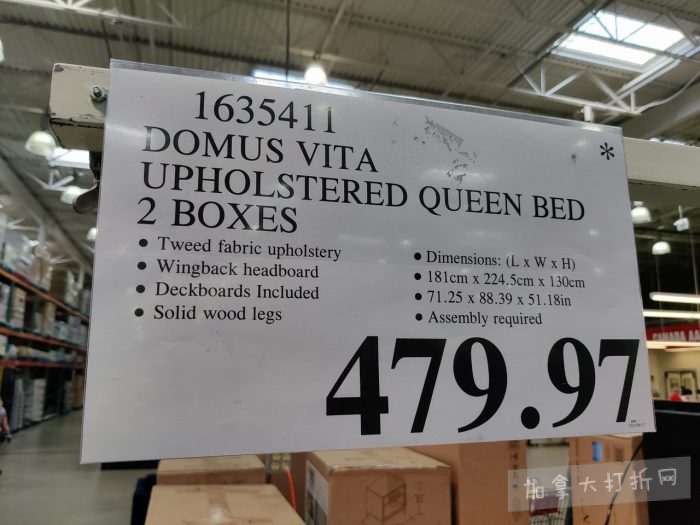 1635411
*
DOMUS VITA
UPHOLSTERED QUEEN BED
2 BOXES
• Tweed fabric upholstery
• Wingback headboard
• Deckboards Included
• Solid wood legs
• Dimensions: (L x W x H)
• 181cm x 224.5cm x 130cm
• 71.25 x 88.39 x 51.18in
• Assembly required
479.97
CANADA
加拿大打折网